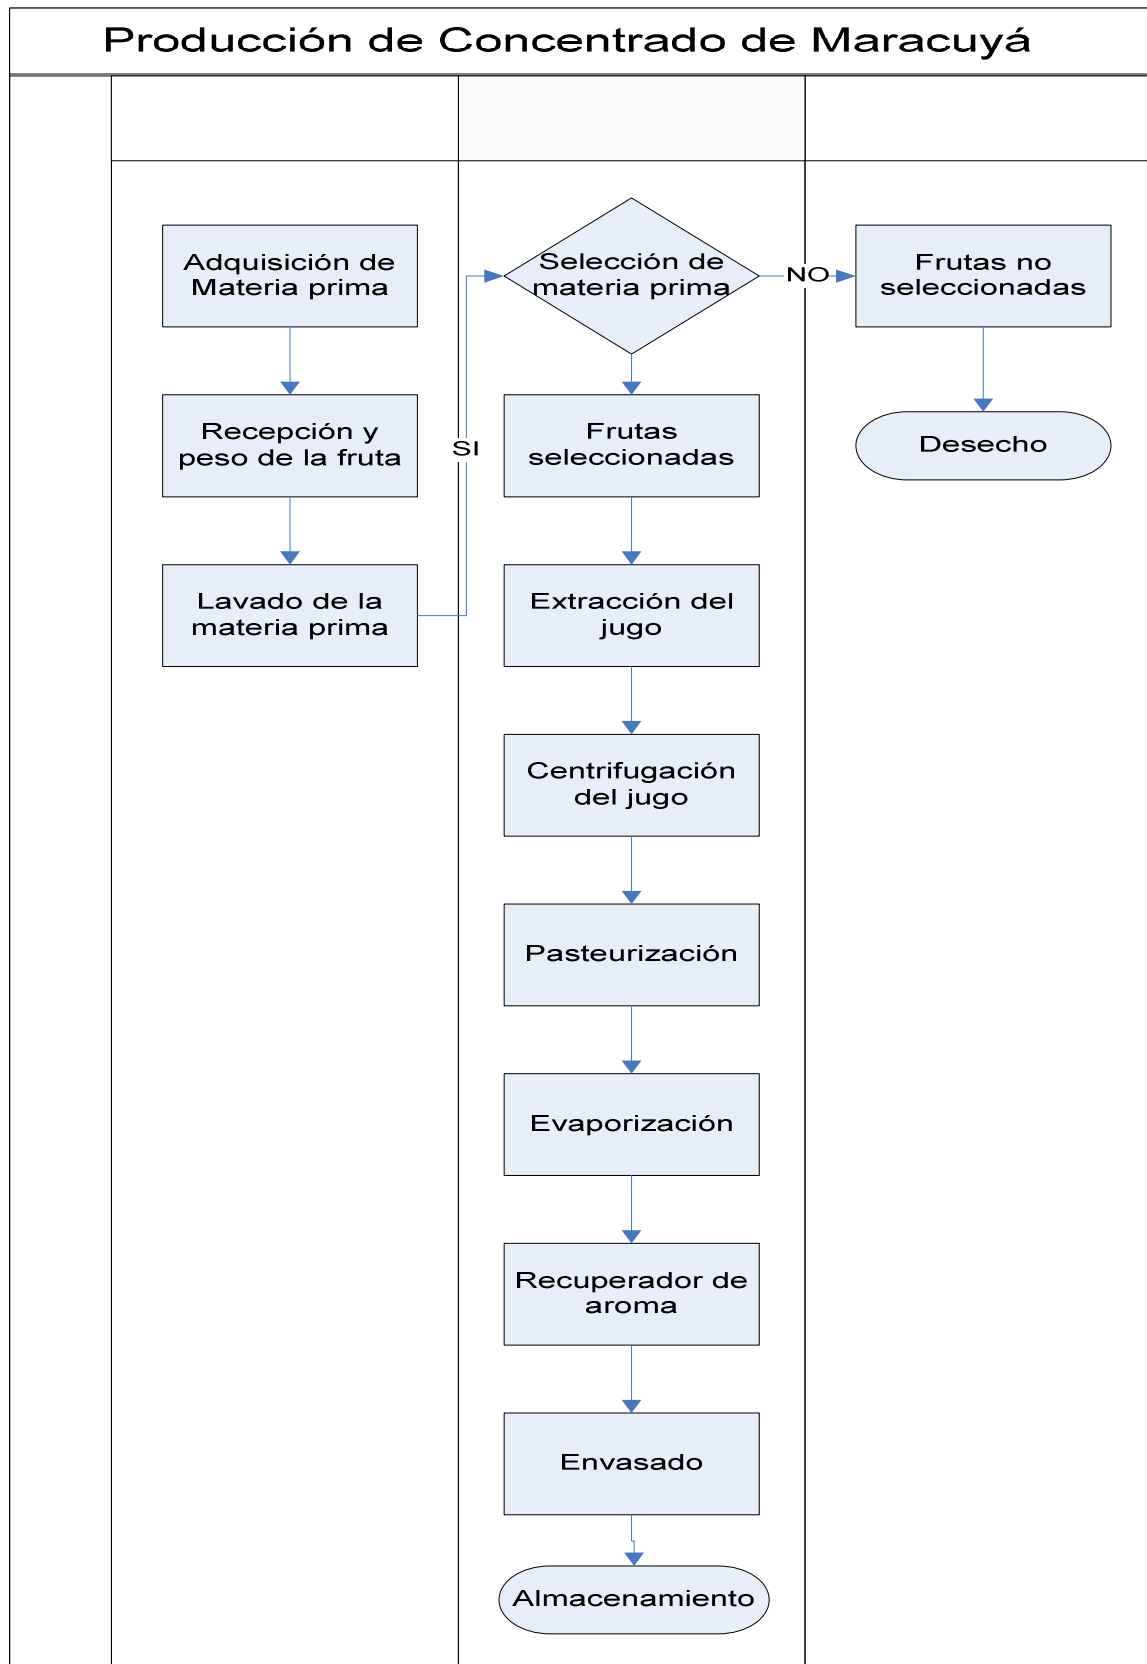 Producción de Concentrado de Maracuyá
Adquisición de
Materia prima
Recepción y
peso de la fruta
Lavado de la
materia prima
SI
Selección de
materia prima
NO
Frutas no
seleccionadas
Desecho
Frutas
seleccionadas
Extracción del
jugo
Centrifugación
del jugo
Pasteurización
Evaporización
Recuperador de
aroma
Envasado
Almacenamiento